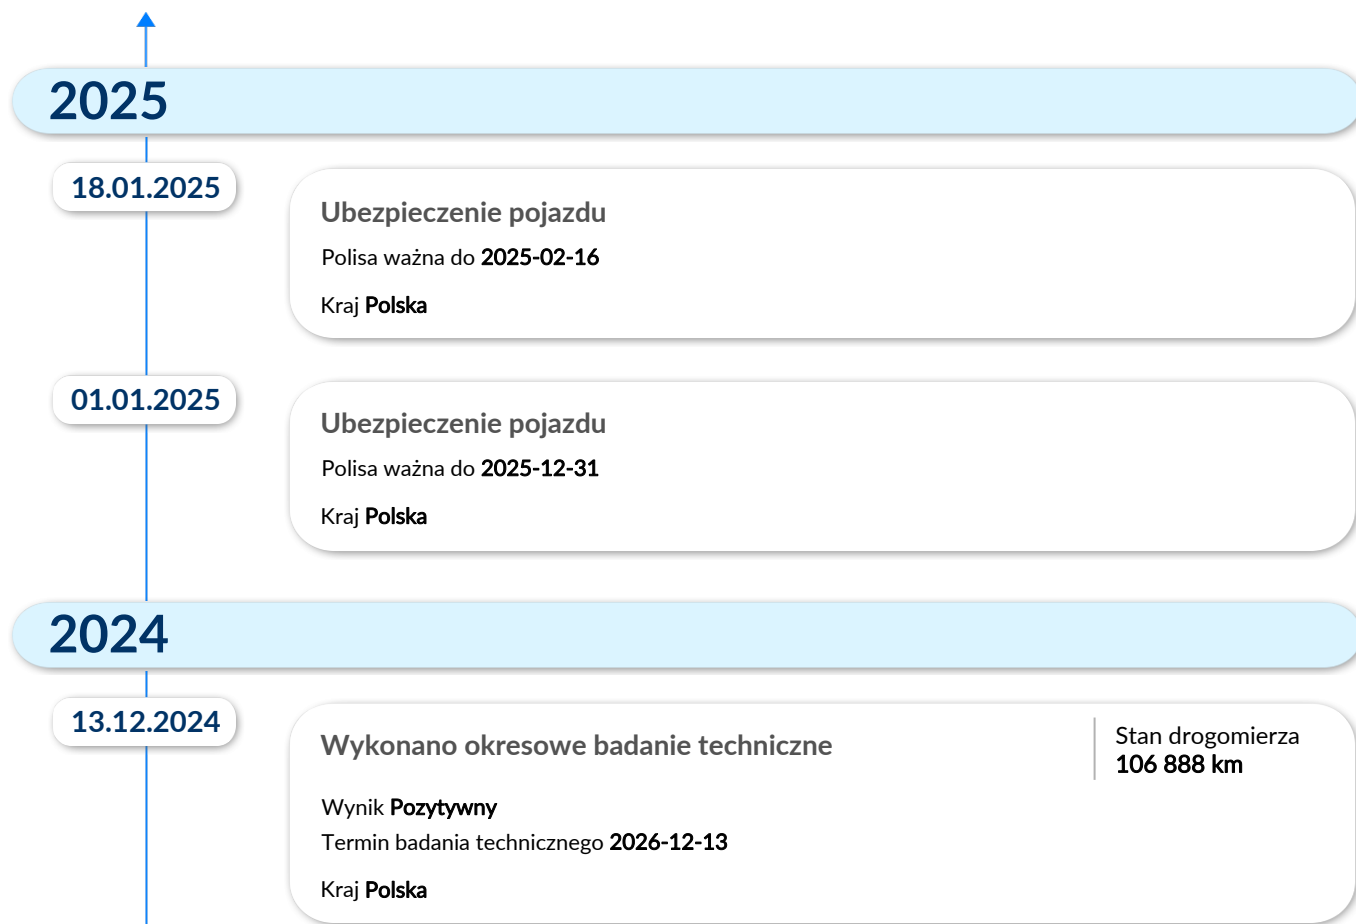 2025
18.01.2025
Ubezpieczenie pojazdu
Polisa ważna do 2025-02-16
Kraj Polska
01.01.2025
Ubezpieczenie pojazdu
Polisa ważna do 2025-12-31
Kraj Polska
2024
13.12.2024
Wykonano okresowe badanie techniczne
Stan drogomierza
106 888 km
Wynik Pozytywny
Termin badania technicznego 2026-12-13
Kraj Polska